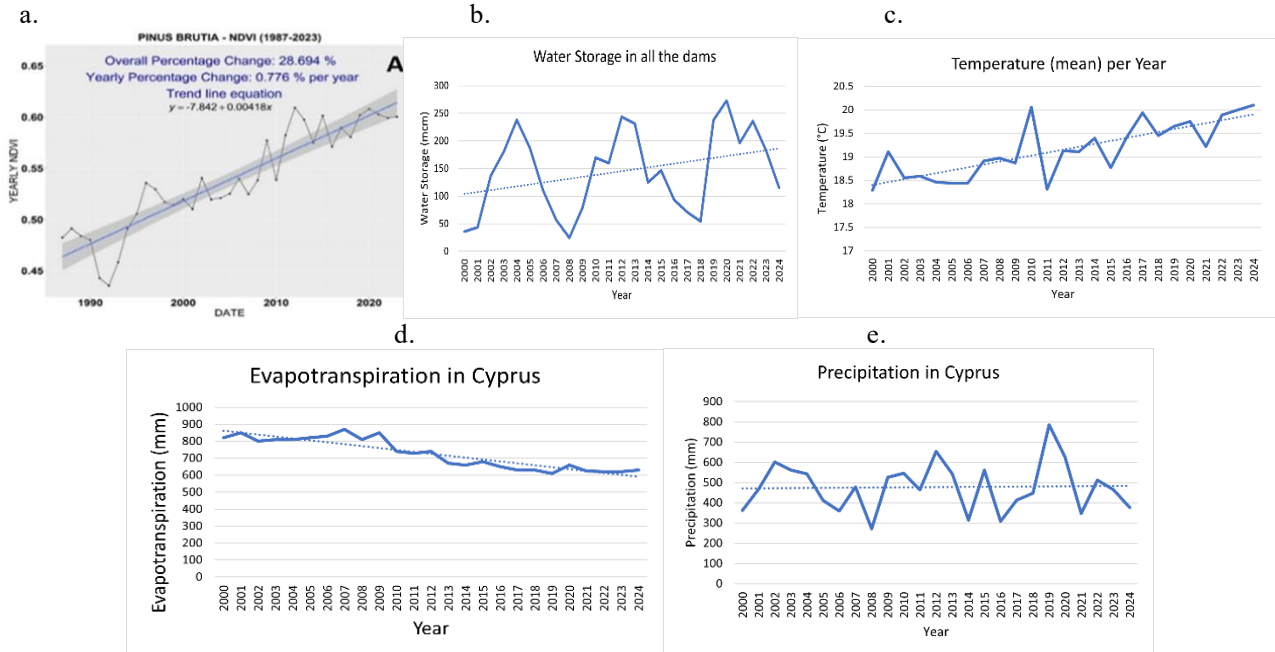 a.
PINUS BRUTIA - NDVI (1987-2023)
Overall Percentage Change: 28.694 %
A
Yearly Percentage Change: 0.776 % per year
Trend line equation
y = -7.842 + 0.00418x
0.65
0.60
0.55
0.50
0.45
YEARLY NDVI
1990 2000 2010 2020
DATE
b.
Water Storage in all the dams
300
250
200
150
100
50
0
Water Storage (mcm)
2000 2001 2002 2003 2004 2005 2006 2007 2008 2009 2010 2011 2012 2013 2014 2015 2016 2017 2018 2019 2020 2021 2022 2023 2024
Year
c.
Temperature (mean) per Year
20.5
20
19.5
19
18.5
18
17.5
17
Temperature (°C)
2000 2001 2002 2003 2004 2005 2006 2007 2008 2009 2010 2011 2012 2013 2014 2015 2016 2017 2018 2019 2020 2021 2022 2023 2024
Year
d.
Evapotranspiration in Cyprus
1000
900
800
700
600
500
400
300
200
100
0
Evapotranspiration (mm)
2000 2001 2002 2003 2004 2005 2006 2007 2008 2009 2010 2011 2012 2013 2014 2015 2016 2017 2018 2019 2020 2021 2022 2023 2024
Year
e.
Precipitation in Cyprus
900
800
700
600
500
400
300
200
100
0
Precipitation (mm)
2000 2001 2002 2003 2004 2005 2006 2007 2008 2009 2010 2011 2012 2013 2014 2015 2016 2017 2018 2019 2020 2021 2022 2023 2024
Year